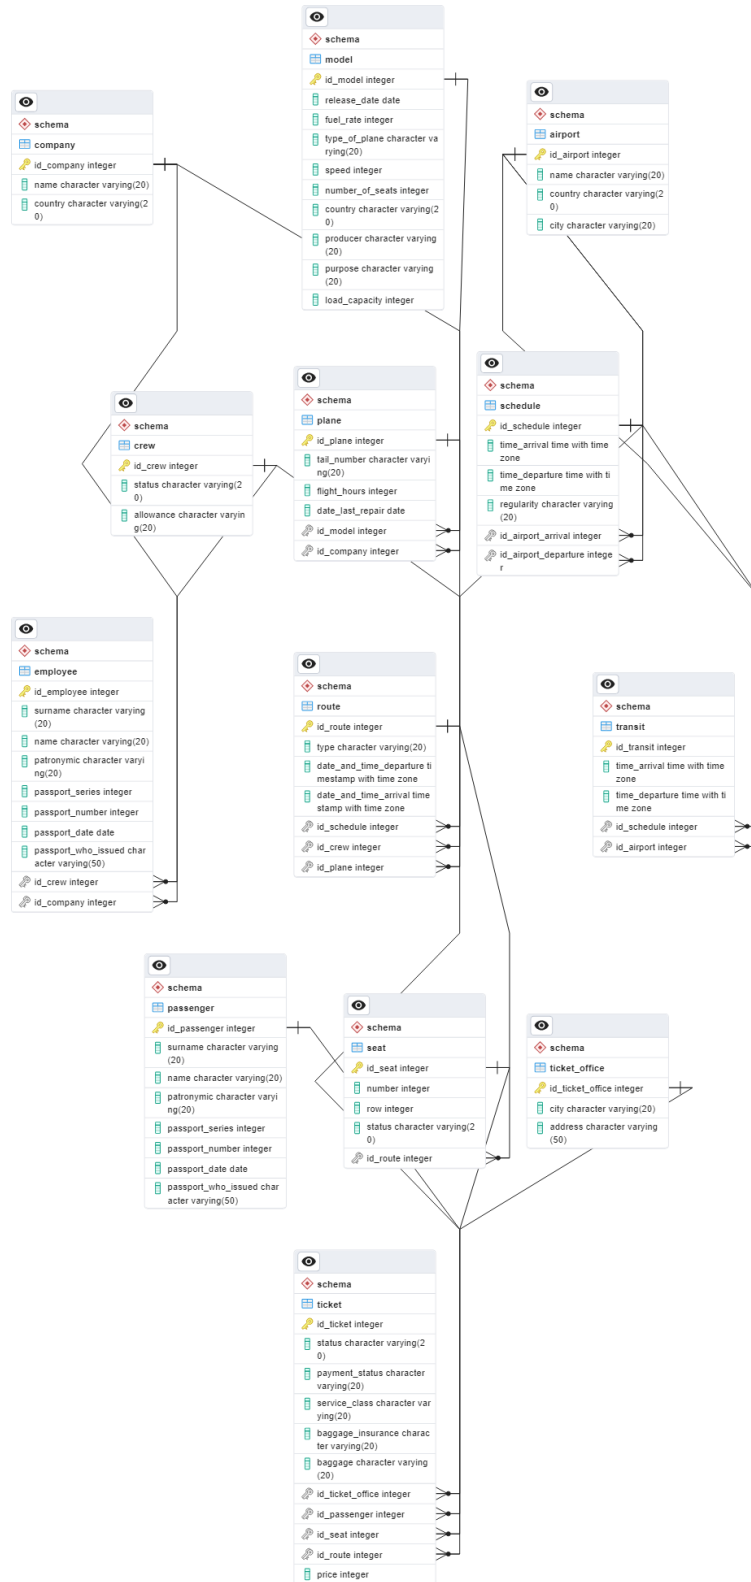 schema
model
id_model integer
release_date date
fuel_rate integer
type_of_plane character va
rying(20)
speed integer
number_of_seats integer
country character varying(2
0)
producer character varying
(20)
purpose character varying
(20)
load_capacity integer
schema
company
id_company integer
name character varying(20)
country character varying(2
0)
schema
airport
id_airport integer
name character varying(20)
country character varying(2
0)
city character varying(20)
schema
crew
id_crew integer
status character varying(2
0)
allowance character varyin
g(20)
schema
plane
id_plane integer
tail_number character varyi
ng(20)
flight_hours integer
date_last_repair date
id_model integer
id_company integer
schema
schedule
id_schedule integer
time_arrival time with time
zone
time_departure time with ti
me zone
regularity character varying
(20)
id_airport_arrival integer
id_airport_departure intege
r
schema
employee
id_employee integer
surname character varying
(20)
name character varying(20)
patronymic character varyi
ng(20)
passport_series integer
passport_number integer
passport_date date
passport_who_issued char
acter varying(50)
id_crew integer
id_company integer
schema
route
id_route integer
type character varying(20)
date_and_time_departure ti
mestamp with time zone
date_and_time_arrival time
stamp with time zone
id_schedule integer
id_crew integer
id_plane integer
schema
transit
id_transit integer
time_arrival time with time
zone
time_departure time with ti
me zone
id_schedule integer
id_airport integer
schema
passenger
id_passenger integer
surname character varying
(20)
name character varying(20)
patronymic character varyi
ng(20)
passport_series integer
passport_number integer
passport_date date
passport_who_issued char
acter varying(50)
schema
seat
id_seat integer
number integer
row integer
status character varying(2
0)
id_route integer
schema
ticket_office
id_ticket_office integer
city character varying(20)
address character varying
(50)
schema
ticket
id_ticket integer
status character varying(2
0)
payment_status character
varying(20)
service_class character var
ying(20)
baggage_insurance charac
ter varying(20)
baggage character varying
(20)
id_ticket_office integer
id_passenger integer
id_seat integer
id_route integer
price integer